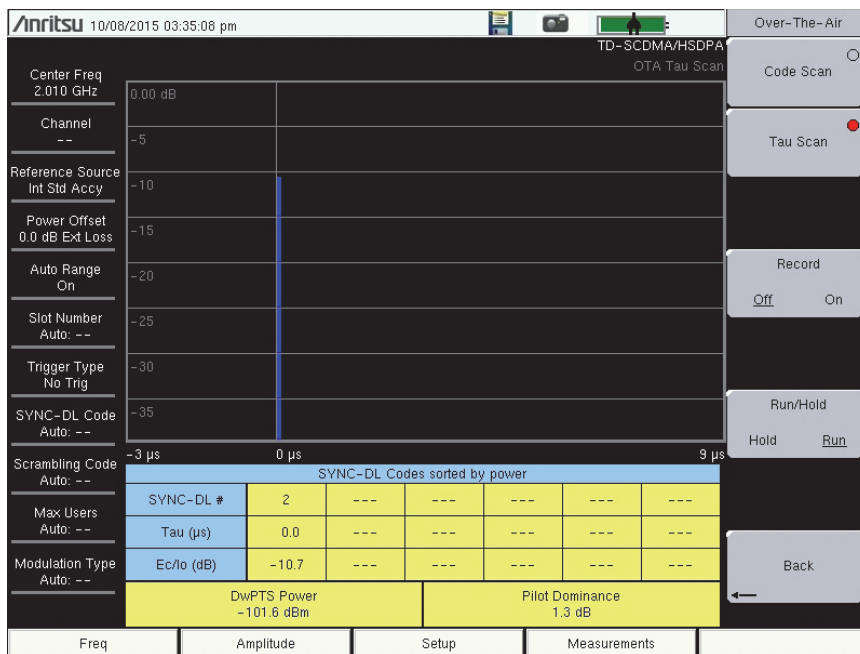 Anritsu 10/08/2015 03:35:08 pm
Over-The-Air
TD-SCDMA/HSDPA
OTA Tau Scan
Center Freq
2.010 GHz
Channel
--
Reference Source
Int Std Accy
Power Offset
0.0 dB Ext Loss
Auto Range
On
Slot Number
Auto: --
Trigger Type
No Trig
SYNC-DL Code
Auto: --
Scrambling Code
Auto: --
Max Users
Auto: --
Modulation Type
Auto: --
0.00 dB
-5
-10
-15
-20
-25
-30
-35
-3 µs 0 µs 9 µs
SYNC-DL Codes sorted by power
SYNC-DL # 2 --- --- --- --- ---
Tau (µs) 0.0 --- --- --- --- ---
Ec/Io (dB) -10.7 --- --- --- --- ---
DwPTS Power
-101.6 dBm
Pilot Dominance
1.3 dB
Code Scan
Tau Scan
Record
Off On
Run/Hold
Hold Run
Back
Freq Amplitude Setup Measurements